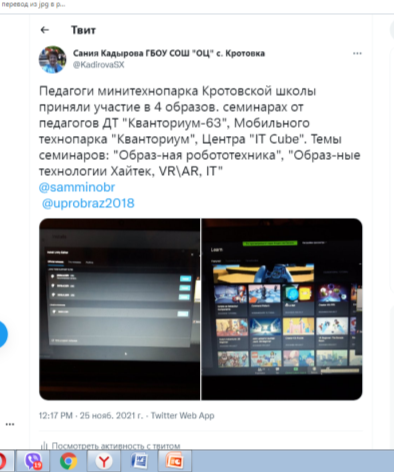 перевод из jpg в p...
Твит
Сания Кадырова ГБОУ СОШ "ОЦ" с. Кротовка
@KadirovaSX
Педагоги минитехнопарка Кротовской школы
приняли участие в 4 образов. семинарах от
педагогов ДТ "Кванториум-63", Мобильного
технопарка "Кванториум", Центра "IT Cube". Темы
семинаров: "Образ-ная робототехника", "Образ-ные
технологии Хайтек, VR\AR, IT"
@samminobr
@uprobraz2018
Learn
12:17 PM · 25 нояб. 2021 г. · Twitter Web App
Посмотреть активность с твитом
19